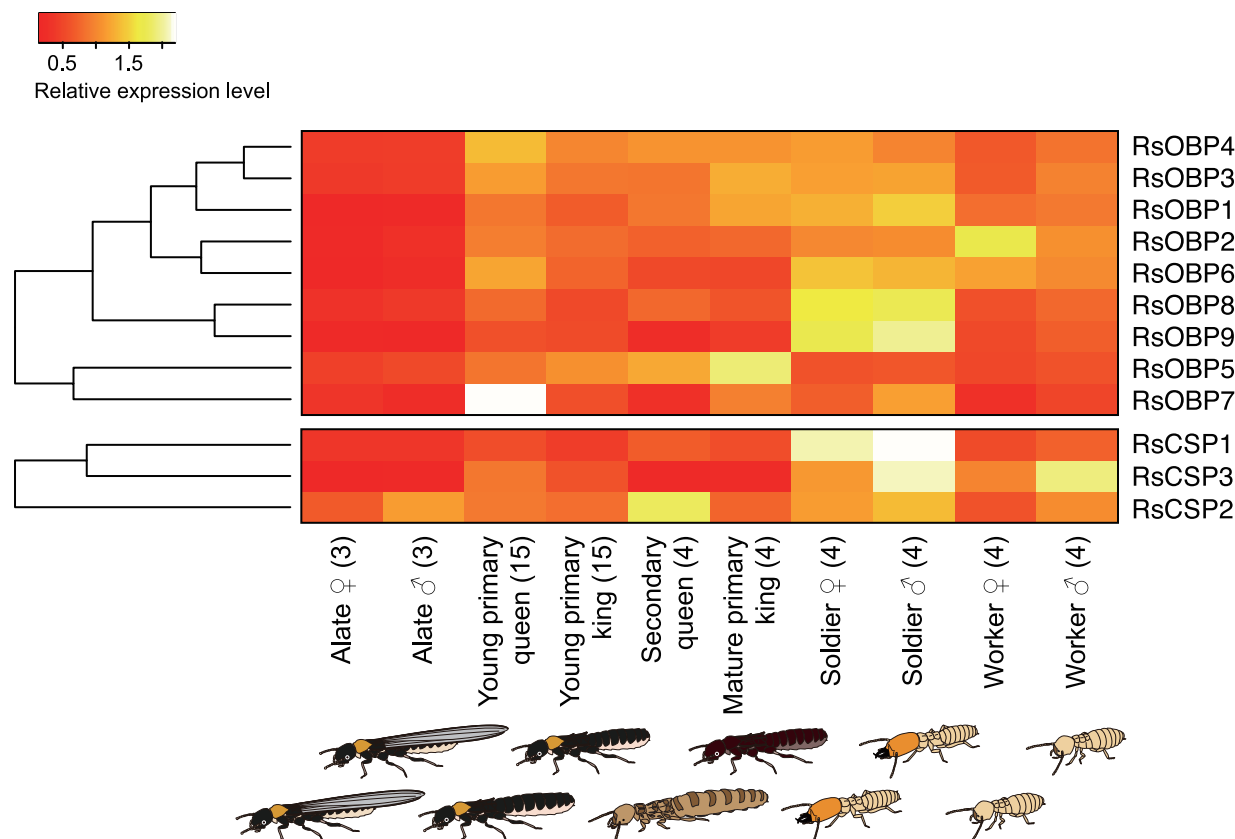 0.5 1.5
Relative expression level
RsOBP4
RsOBP3
RsOBP1
RsOBP2
RsOBP6
RsOBP8
RsOBP9
RsOBP5
RsOBP7
RsCSP1
RsCSP3
RsCSP2
Alate ♀ (3)
Alate ♂ (3)
Young primary
queen (15)
Young primary
king (15)
Secondary
queen (4)
Mature primary
king (4)
Soldier ♀ (4)
Soldier ♂ (4)
Worker ♀ (4)
Worker ♂ (4)